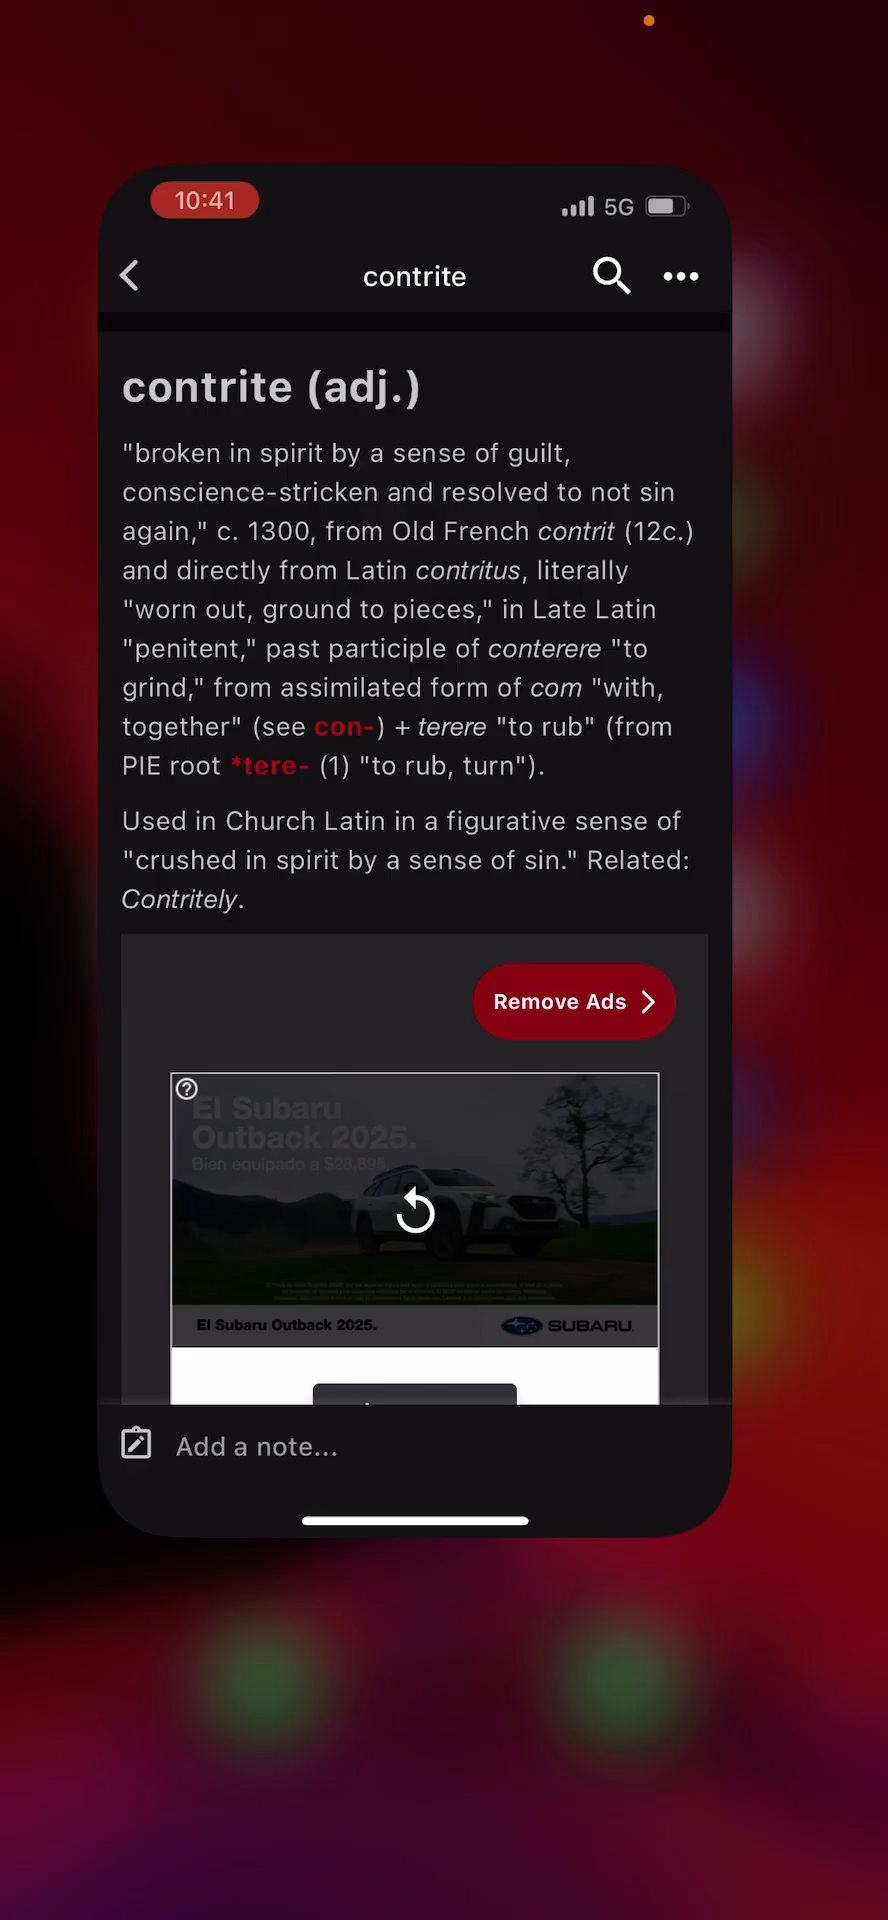 10:41
5G
contrite
contrite (adj.)
"broken in spirit by a sense of guilt,
conscience-stricken and resolved to not sin
again," c. 1300, from Old French contrit (12c.)
and directly from Latin contritus, literally
"worn out, ground to pieces," in Late Latin
"penitent," past participle of conterere "to
grind," from assimilated form of com "with,
together" (see con-) + terere "to rub" (from
PIE root *tere- (1) "to rub, turn").
Used in Church Latin in a figurative sense of
"crushed in spirit by a sense of sin." Related:
Contritely.
Remove Ads
El Subaru
Outback 2025.
Bien equipado a $28,895.
El Subaru Outback 2025.
SUBARU
Add a note...